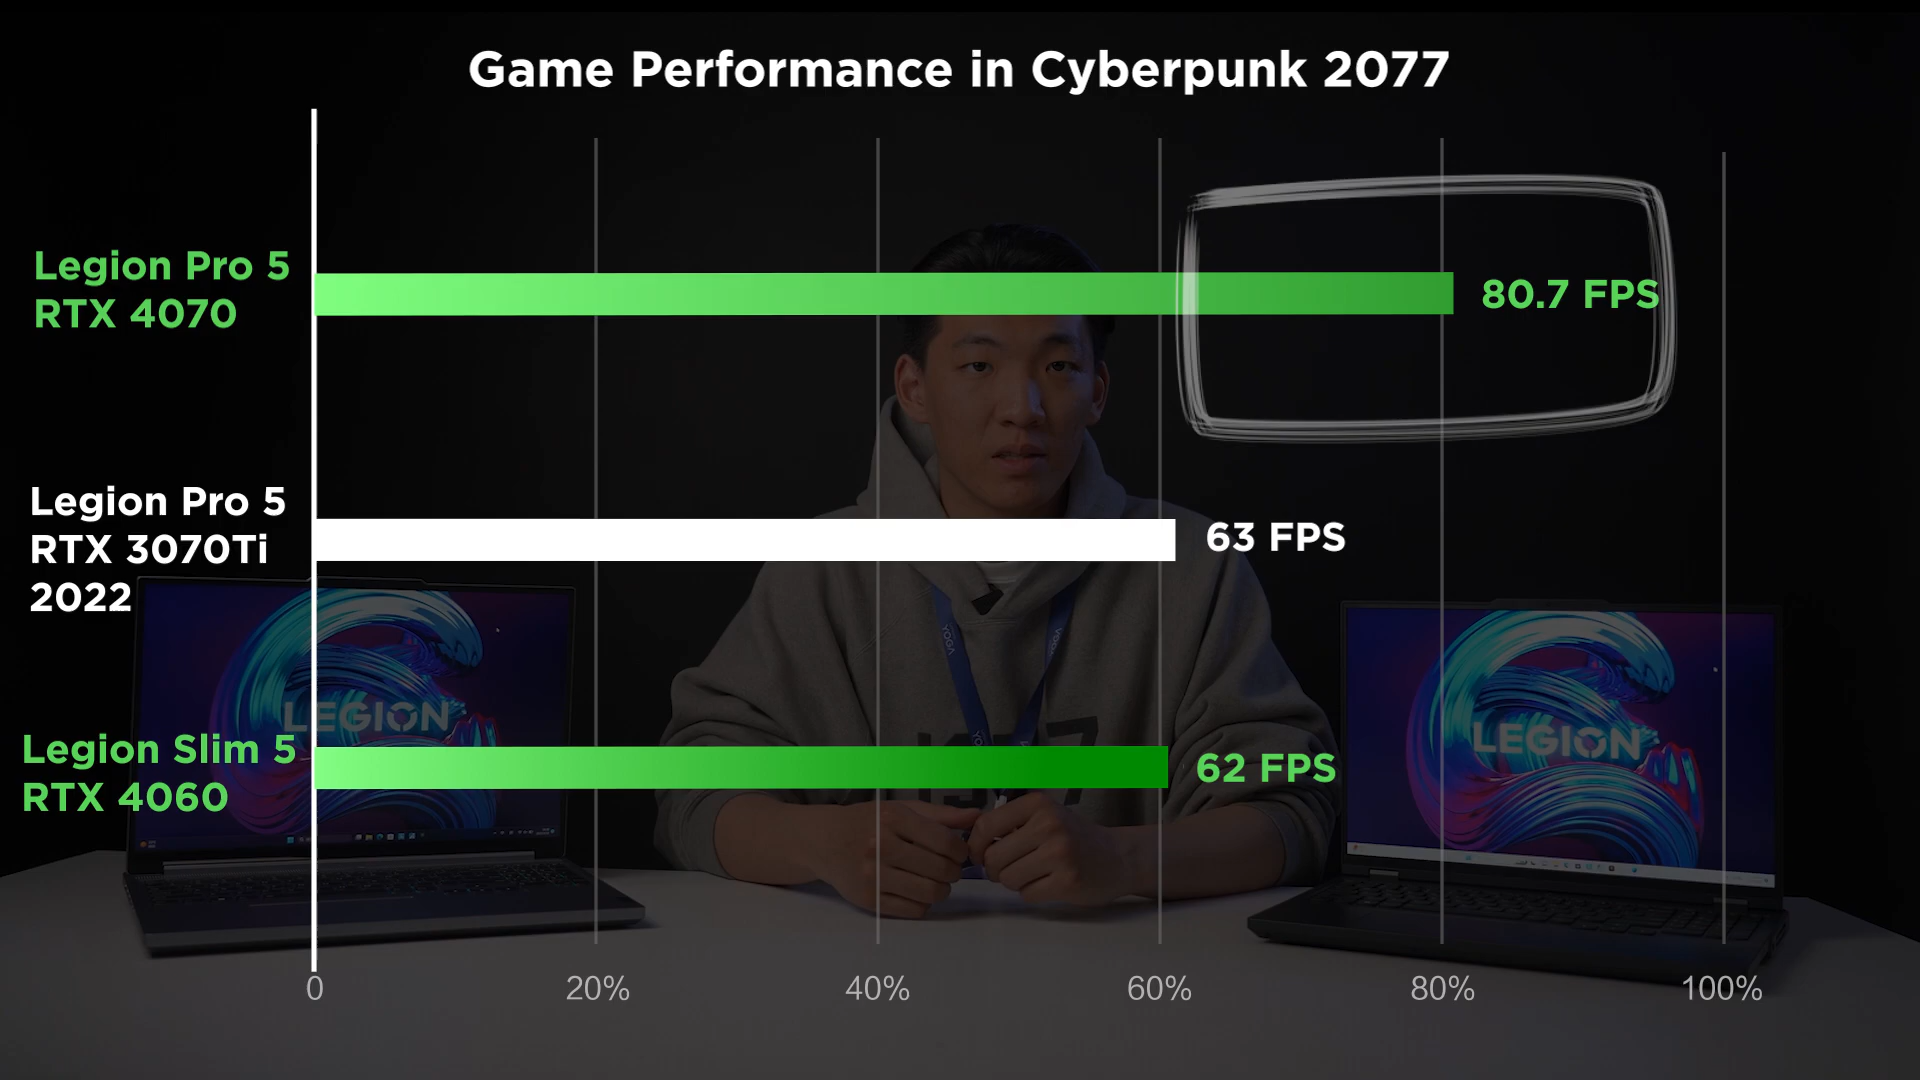 Game Performance in Cyberpunk 2077
Legion Pro 5
RTX 4070
80.7 FPS
Legion Pro 5
RTX 3070Ti
2022
63 FPS
LEGION
LEGION
YOGA
Legion Slim 5
RTX 4060
62 FPS
0
20%
40%
60%
80%
100%